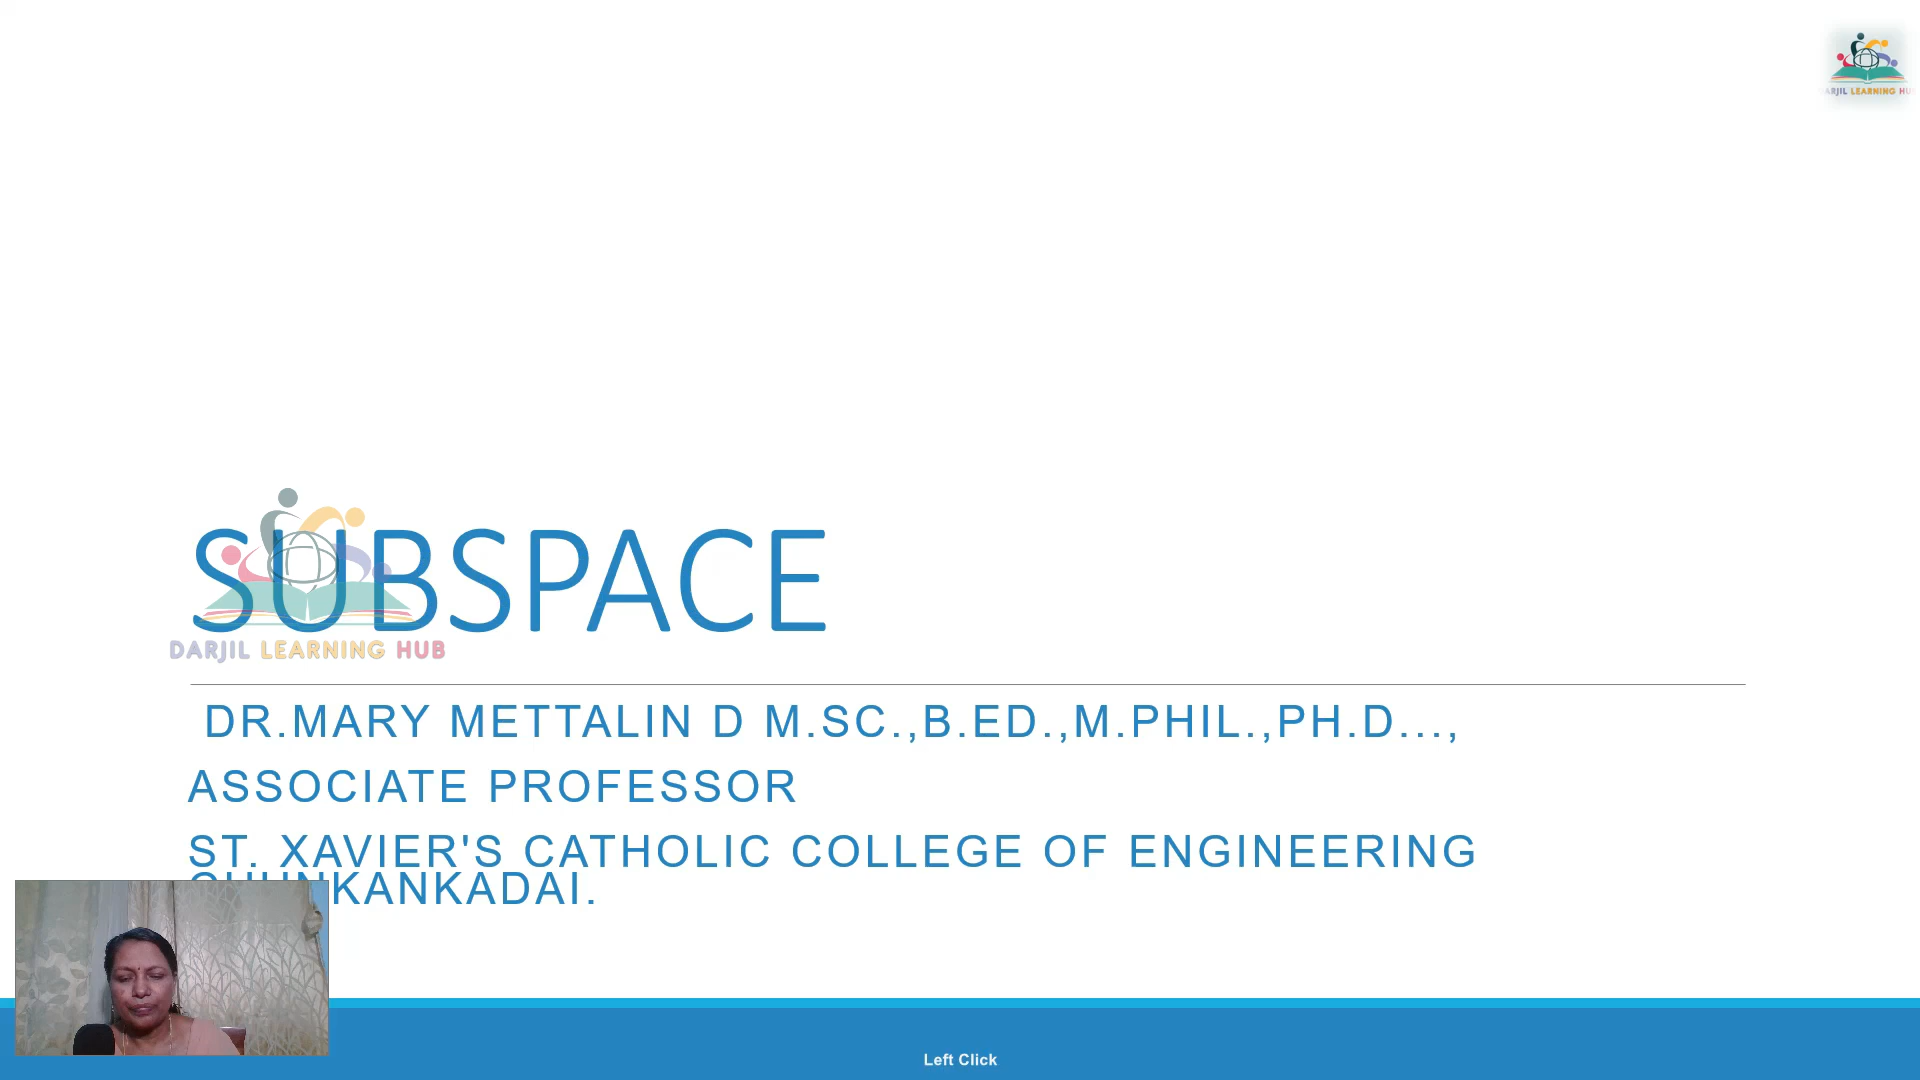 DARJIL LEARNING HUB
SUBSPACE
DARJIL LEARNING HUB
DR.MARY METTALIN D M.SC.,B.ED.,M.PHIL.,PH.D...,
ASSOCIATE PROFESSOR
ST. XAVIER'S CATHOLIC COLLEGE OF ENGINEERING
Left Click